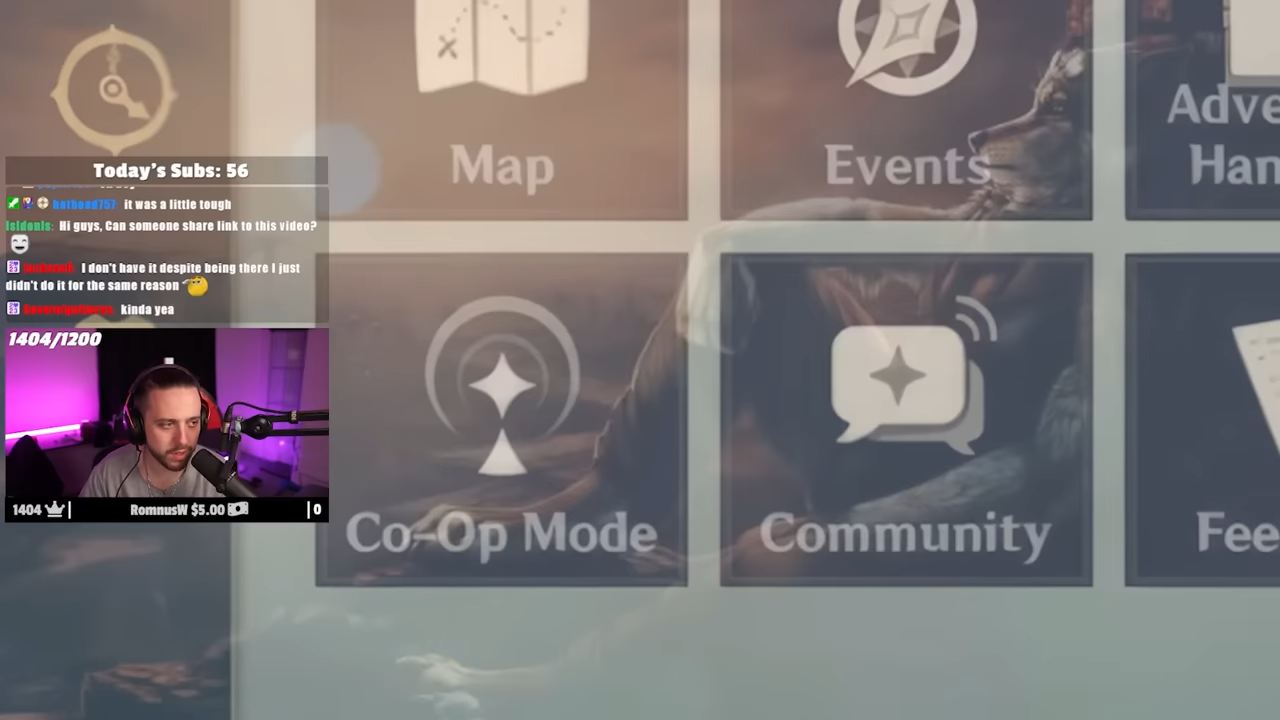 Map
Events
Adve
Han
Today's Subs: 56
hotboud757: it was a little tough
Isldonis: Hi guys, Can someone share link to this video?
I don't have it despite being there I just
didn't do it for the same reason
kinda yea
1404/1200
1404
RomnusW $5.00
0
Co-Op Mode
Community
Fee